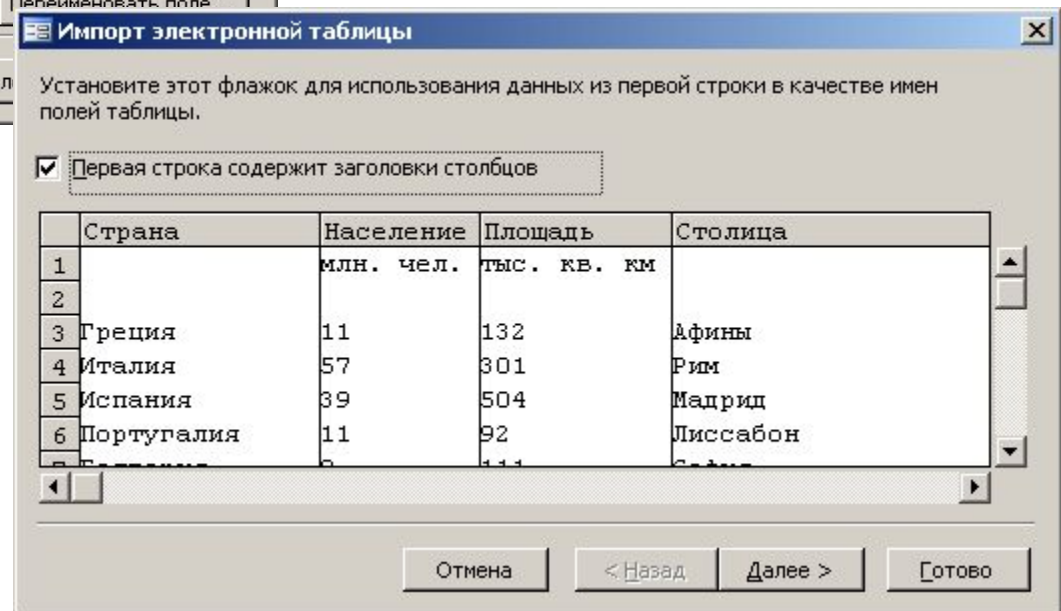 Переименовать поле...
Импорт электронной таблицы
Установите этот флажок для использования данных из первой строки в качестве имен
полей таблицы.
Первая строка содержит заголовки столбцов
Страна Население Площадь Столица
1 млн. чел. тыс. кв. км
2
3 Греция 11 132 Афины
4 Италия 57 301 Рим
5 Испания 39 504 Мадрид
6 Португалия 11 92 Лиссабон
Отмена < Назад Далее > Готово